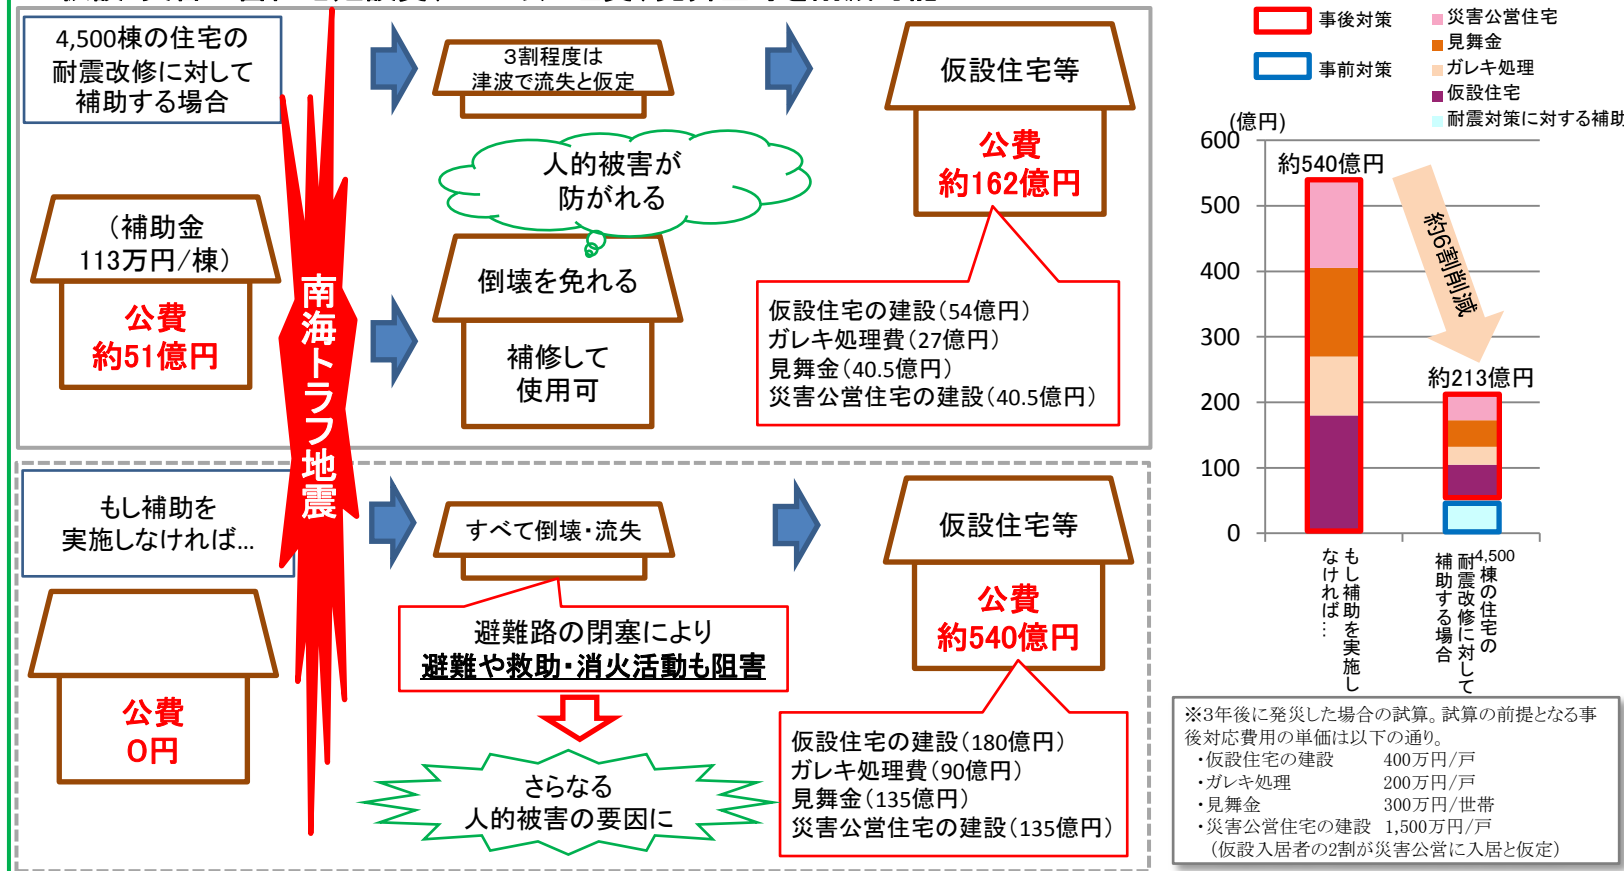 4,500棟の住宅の
耐震改修に対して
補助する場合
3割程度は
津波で流失と仮定
仮設住宅等
公費
約162億円
人的被害が
防がれる
(補助金
113万円/棟)
公費
約51億円
倒壊を免れる
補修して
使用可
仮設住宅の建設(54億円)
ガレキ処理費(27億円)
見舞金(40.5億円)
災害公営住宅の建設(40.5億円)
南海トラフ地震
もし補助を
実施しなければ…
すべて倒壊・流失
仮設住宅等
公費
約540億円
避難路の閉塞により
避難や救助・消火活動も阻害
公費
0円
さらなる
人的被害の要因に
仮設住宅の建設(180億円)
ガレキ処理費(90億円)
見舞金(135億円)
災害公営住宅の建設(135億円)
事後対策
事前対策
災害公営住宅
見舞金
ガレキ処理
仮設住宅
耐震対策に対する補助
(億円)
600
500
400
300
200
100
0
約540億円
約6割削減
約213億円
もし補助を実施し
なければ…
4,500棟の住宅の
耐震改修に対して
補助する場合
※3年後に発災した場合の試算。試算の前提となる事
後対応費用の単価は以下の通り。
・仮設住宅の建設 400万円/戸
・ガレキ処理 200万円/戸
・見舞金 300万円/世帯
・災害公営住宅の建設 1,500万円/戸
(仮設入居者の2割が災害公営に入居と仮定)